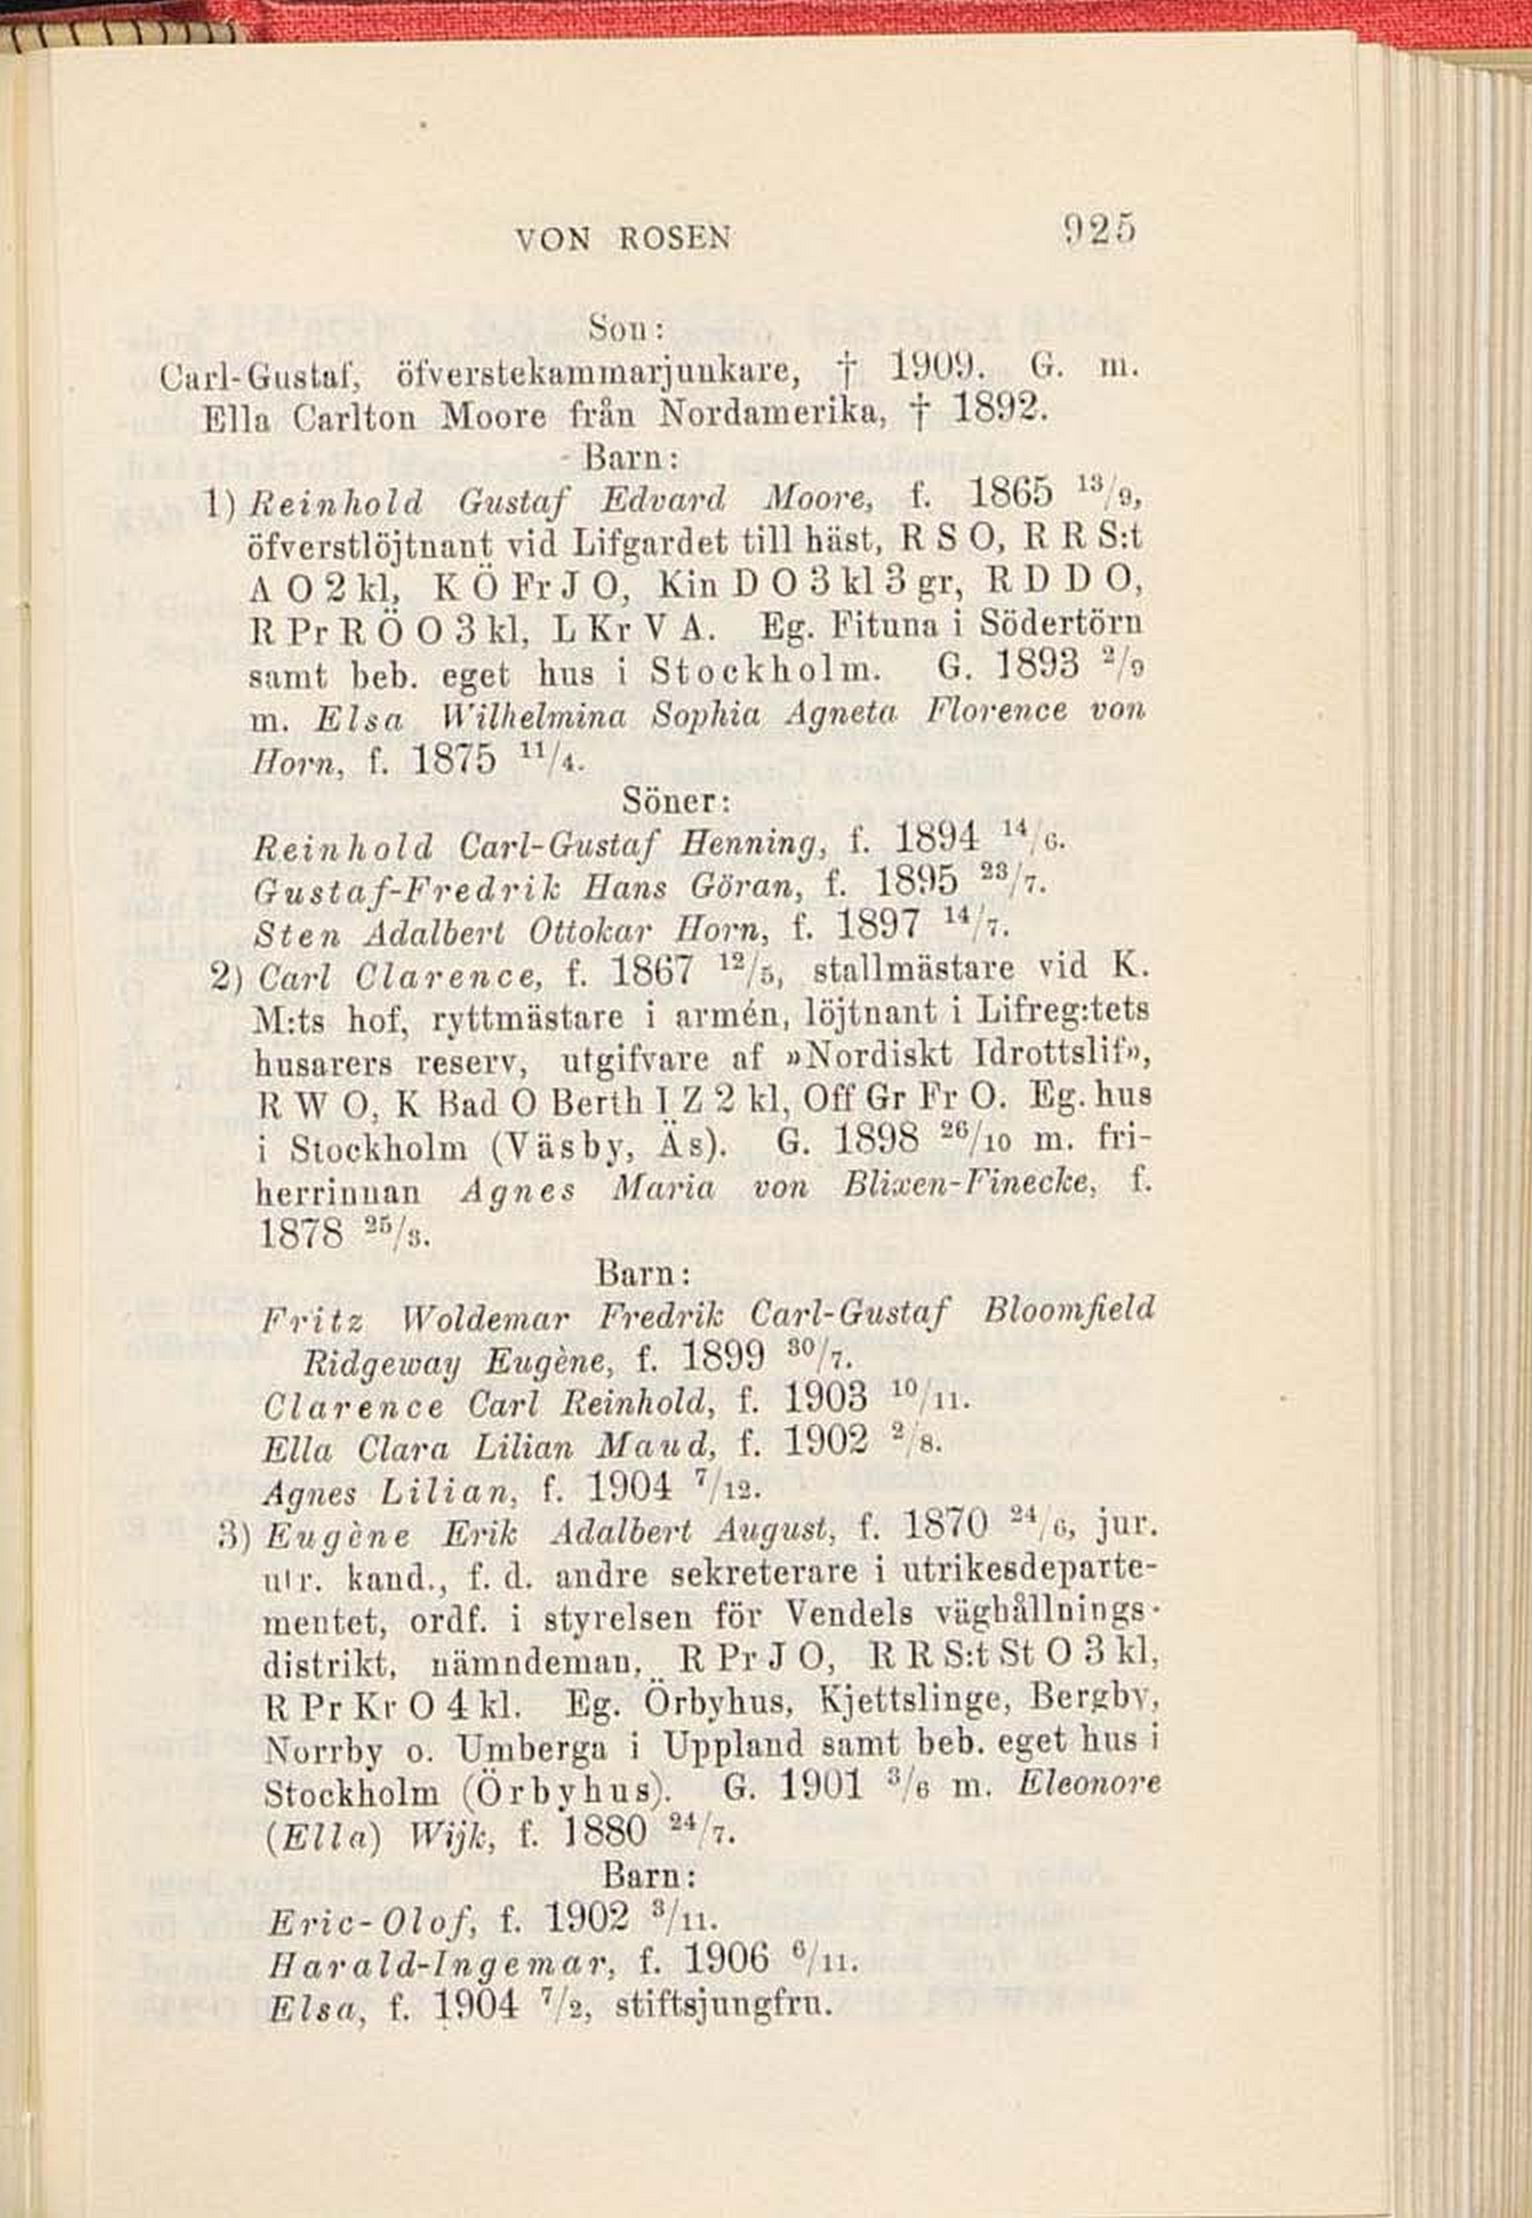 VON ROSEN 925
Son:
Carl-Gustaf, öfverstekammarjunkare, † 1909. G. m.
Ella Carlton Moore från Nordamerika, † 1892.
Barn:
1) Reinhold Gustaf Edvard Moore, f. 1865 13/9,
öfverstlöjtnant vid Lifgardet till häst, R S O, R R S:t
A O 2 kl, K Ö Fr J O, Kin D O 3 kl 3 gr, R D D O,
R Pr R Ö O 3 kl, L Kr V A. Eg. Fituna i Södertörn
samt beb. eget hus i Stockholm. G. 1893 2/9
m. Elsa Wilhelmina Sophia Agneta Florence von
Horn, f. 1875 11/4.
Söner:
Reinhold Carl-Gustaf Henning, f. 1894 14/6.
Gustaf-Fredrik Hans Göran, f. 1895 23/7.
Sten Adalbert Ottokar Horn, f. 1897 14/7.
2) Carl Clarence, f. 1867 12/5, stallmästare vid K.
M:ts hof, ryttmästare i armén, löjtnant i Lifreg:tets
husarers reserv, utgifvare af »Nordiskt Idrottslif»,
R W O, K Bad O Berth I Z 2 kl, Off Gr Fr O. Eg. hus
i Stockholm (Väsby, Äs). G. 1898 26/10 m. fri-
herrinnan Agnes Maria von Blixen-Finecke, f.
1878 25/3.
Barn:
Fritz Woldemar Fredrik Carl-Gustaf Bloomfield
Ridgeway Eugène, f. 1899 30/7.
Clarence Carl Reinhold, f. 1903 10/11.
Ella Clara Lilian Maud, f. 1902 2/8.
Agnes Lilian, f. 1904 7/12.
3) Eugène Erik Adalbert August, f. 1870 24/6, jur.
utr. kand., f. d. andre sekreterare i utrikesdeparte-
mentet, ordf. i styrelsen för Vendels väghållnings-
distrikt, nämndeman, R Pr J O, R R S:t St O 3 kl,
R Pr Kr O 4 kl. Eg. Örbyhus, Kjettslinge, Bergby,
Norrby o. Umberga i Uppland samt beb. eget hus i
Stockholm (Örbyhus). G. 1901 3/6 m. Eleonore
(Ella) Wijk, f. 1880 24/7.
Barn:
Eric-Olof, f. 1902 3/11.
Harald-Ingemar, f. 1906 6/11.
Elsa, f. 1904 7/2, stiftsjungfru.